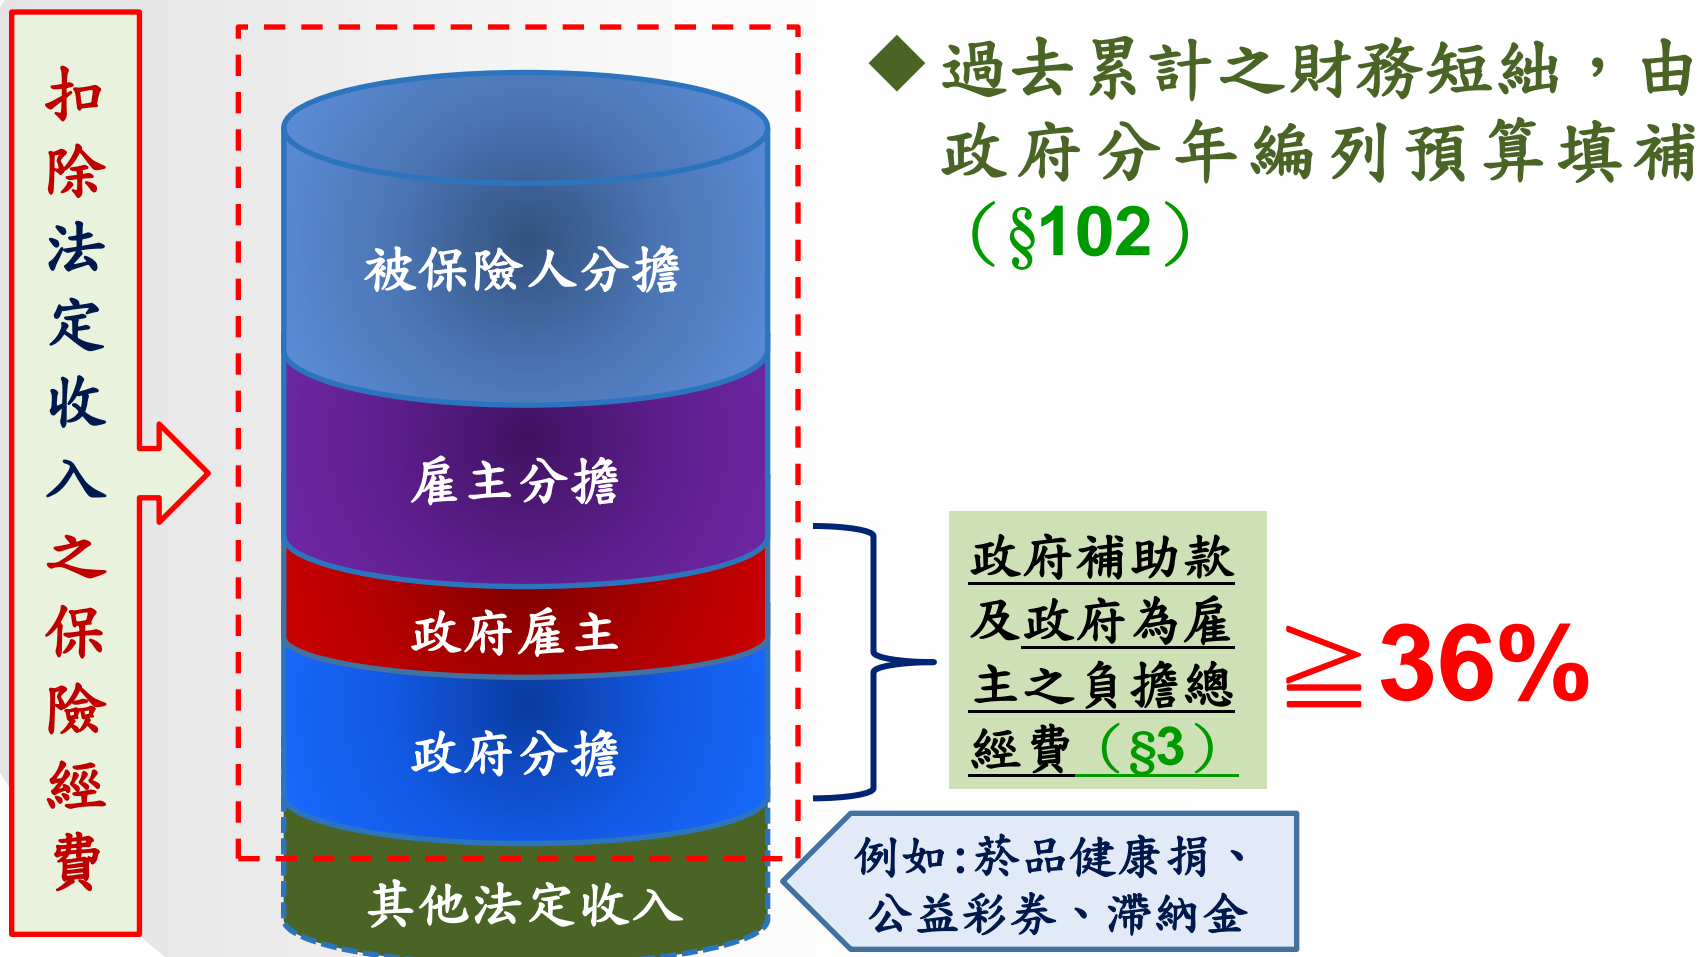 扣除法定收入之保險經費
被保險人分擔
雇主分擔
政府雇主
政府分擔
其他法定收入
◆過去累計之財務短絀，由
政府分年編列預算填補
（§102）
政府補助款
及政府為雇
主之負擔總
經費（§3）
≧36%
例如:菸品健康捐、
公益彩券、滯納金